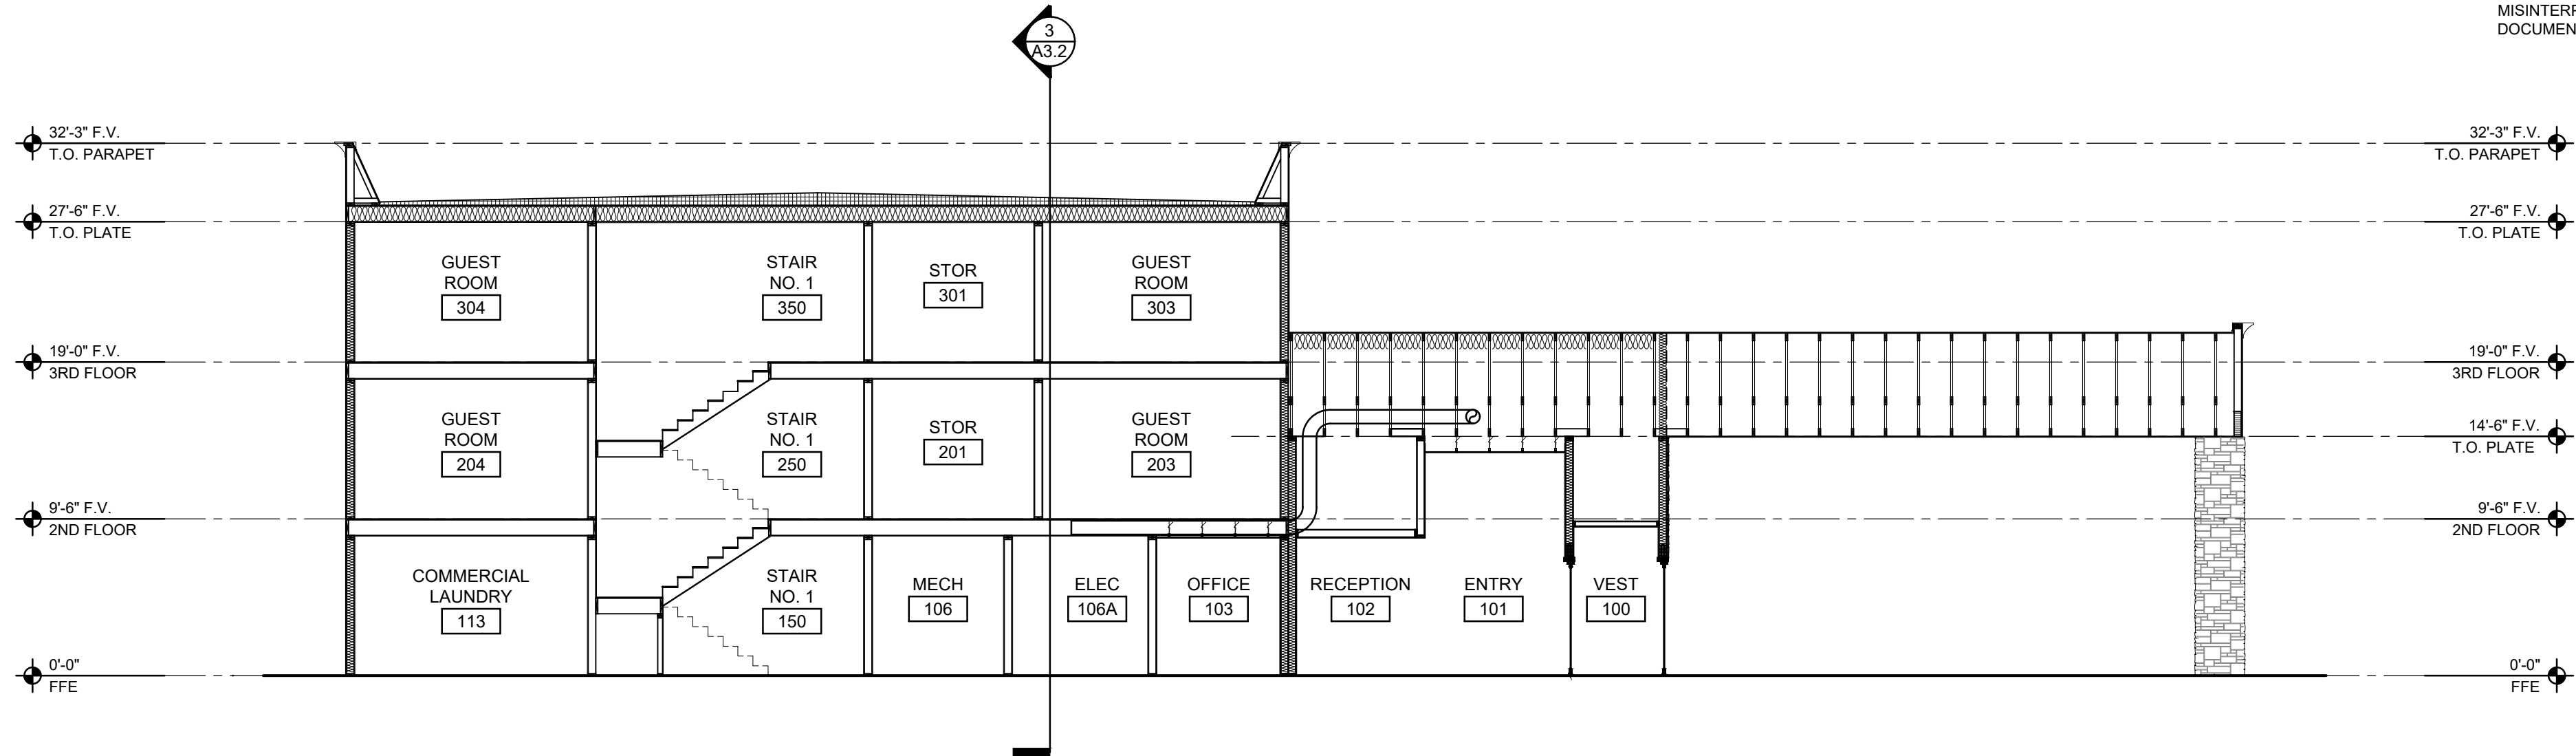 MISINTERP
DOCUMEN
3
A3.2
32'-3" F.V.
T.O. PARAPET
32'-3" F.V.
T.O. PARAPET
27'-6" F.V.
T.O. PLATE
27'-6" F.V.
T.O. PLATE
GUEST
ROOM
304
STAIR
NO. 1
350
STOR
301
GUEST
ROOM
303
19'-0" F.V.
3RD FLOOR
19'-0" F.V.
3RD FLOOR
GUEST
ROOM
204
STAIR
NO. 1
250
STOR
201
GUEST
ROOM
203
14'-6" F.V.
T.O. PLATE
9'-6" F.V.
2ND FLOOR
9'-6" F.V.
2ND FLOOR
COMMERCIAL
LAUNDRY
113
STAIR
NO. 1
150
MECH
106
ELEC
106A
OFFICE
103
RECEPTION
102
ENTRY
101
VEST
100
0'-0"
FFE
0'-0"
FFE